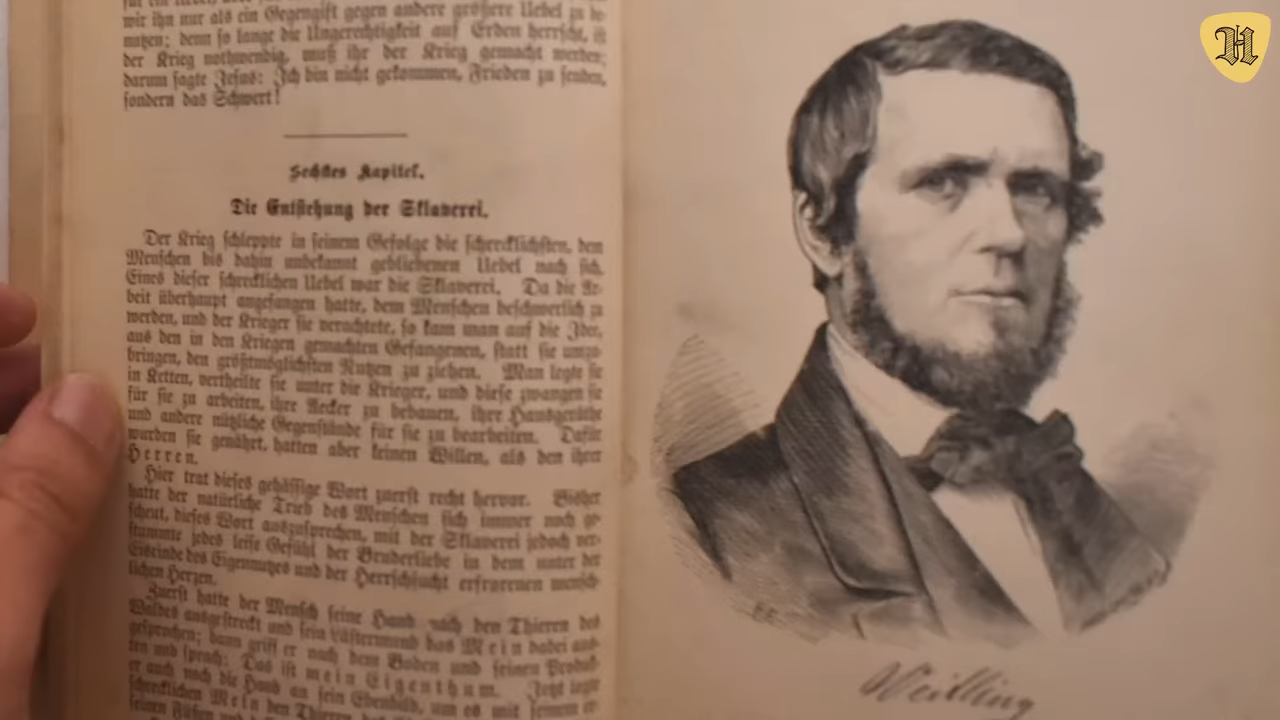 wir ihn nur als ein Gegengift gegen andere größere Uebel zu be-
nutzen; denn so lange die Ungerechtigkeit auf Erden herrscht, ist
der Krieg nothwendig, muß ihr der Krieg gemacht werden;
darum sagte Jesus: Ich bin nicht gekommen, Frieden zu senden,
sondern das Schwert!
Sechstes Kapitel.
Die Entstehung der Sklaverei.
Der Krieg schleppte in seinem Gefolge die schrecklichsten, dem
Menschen bis dahin unbekannt gebliebenen Uebel nach sich.
Eines dieser schrecklichen Uebel war die Sklaverei. Da die Ar-
beit überhaupt angefangen hatte, dem Menschen beschwerlich zu
werden, und der Krieger sie verachtete, so kam man auf die Idee,
aus den in den Kriegen gemachten Gefangenen, statt sie umzu-
bringen, den größtmöglichsten Nutzen zu ziehen. Man legte sie
in Ketten, vertheilte sie unter die Krieger, und diese zwangen sie
für sie zu arbeiten, ihre Aecker zu bebauen, ihre Hausgeräthe
und andere nützliche Gegenstände für sie zu bearbeiten. Dafür
wurden sie genährt, hatten aber keinen Willen, als den ihrer
Herren.
Hier trat dieses gehässige Wort zuerst recht hervor. Bisher
hatte der natürliche Trieb des Menschen sich immer noch ge-
scheut, dieses Wort auszusprechen, mit der Sklaverei jedoch ver-
stummte jedes leise Gefühl der Bruderliebe in dem unter der
Eisrinde des Eigennutzes und der Herrschsucht erfrorenen mensch-
lichen Herzen.
Zuerst hatte der Mensch seine Hand nach den Thieren des
Waldes ausgestreckt und sein Lästermund das Mein dabei aus-
gesprochen; dann griff er nach dem Boden und seinen Produk-
ten und sprach: Das ist mein Eigenthum. Jetzt legte
er auch noch die Hand an sein Ebenbild, um es mit seinem
schrecklichen Mein den Thieren
seinen Füßen und
Weitling
H